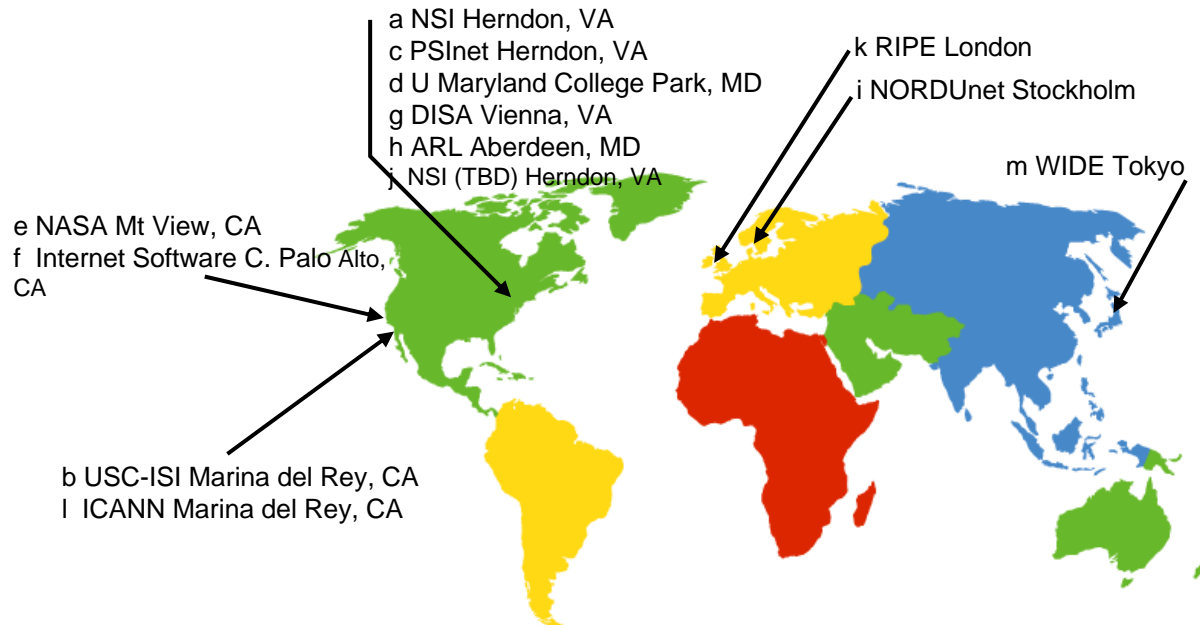 a NSI Herndon, VA
c PSInet Herndon, VA
d U Maryland College Park, MD
g DISA Vienna, VA
h ARL Aberdeen, MD
j NSI (TBD) Herndon, VA
k RIPE London
i NORDUnet Stockholm
m WIDE Tokyo
e NASA Mt View, CA
f Internet Software C. Palo Alto,
CA
b USC-ISI Marina del Rey, CA
l ICANN Marina del Rey, CA